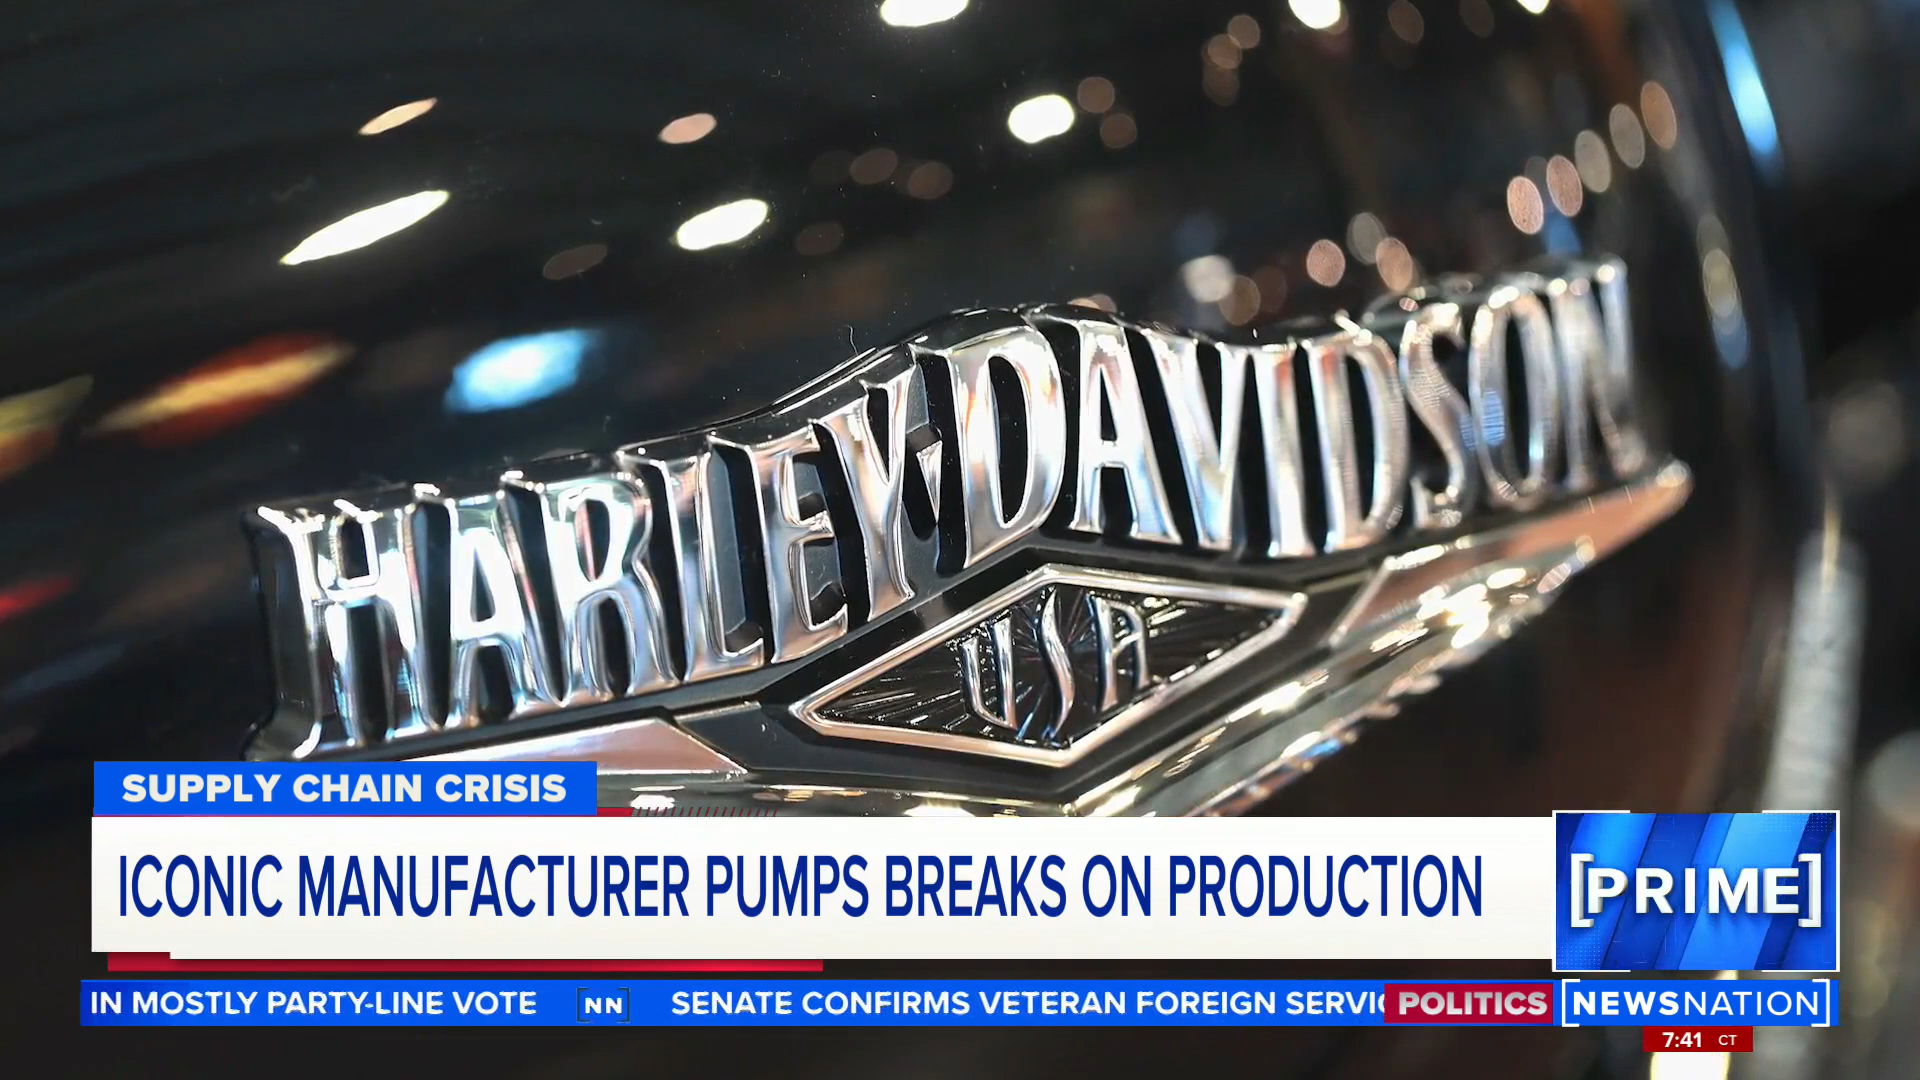 HARLEY-DAVIDSON
USA
SUPPLY CHAIN CRISIS
ICONIC MANUFACTURER PUMPS BREAKS ON PRODUCTION
[PRIME]
IN MOSTLY PARTY-LINE VOTE [NN] SENATE CONFIRMS VETERAN FOREIGN SERVIC
POLITICS
[NEWSNATION]
7:41 CT